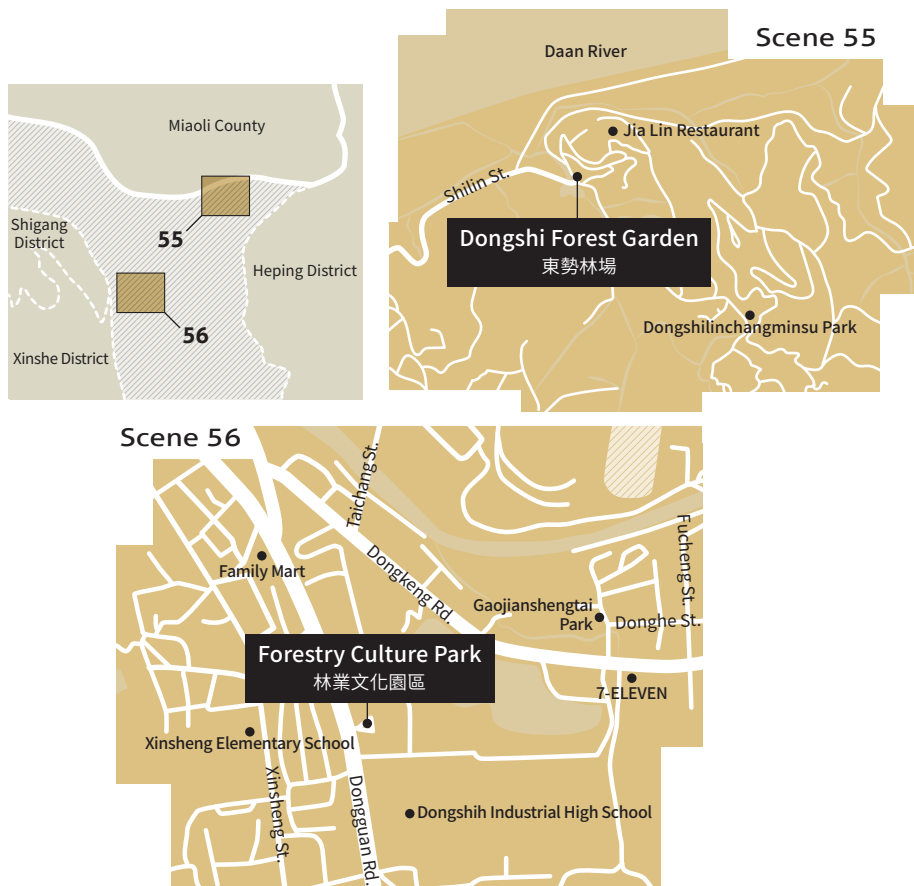 Scene 55
Daan River
Jia Lin Restaurant
Shilin St.
Dongshi Forest Garden
東勢林場
Dongshilinchangminsu Park
Miaoli County
Shigang
District
55
Heping District
56
Xinshe District
Scene 56
Taichang St.
Family Mart
Dongkeng Rd.
Fucheng St.
Gaojianshengtai
Park
Donghe St.
Forestry Culture Park
林業文化園區
7-ELEVEN
Xinsheng Elementary School
Xinsheng St.
Dongguan Rd.
Dongshih Industrial High School